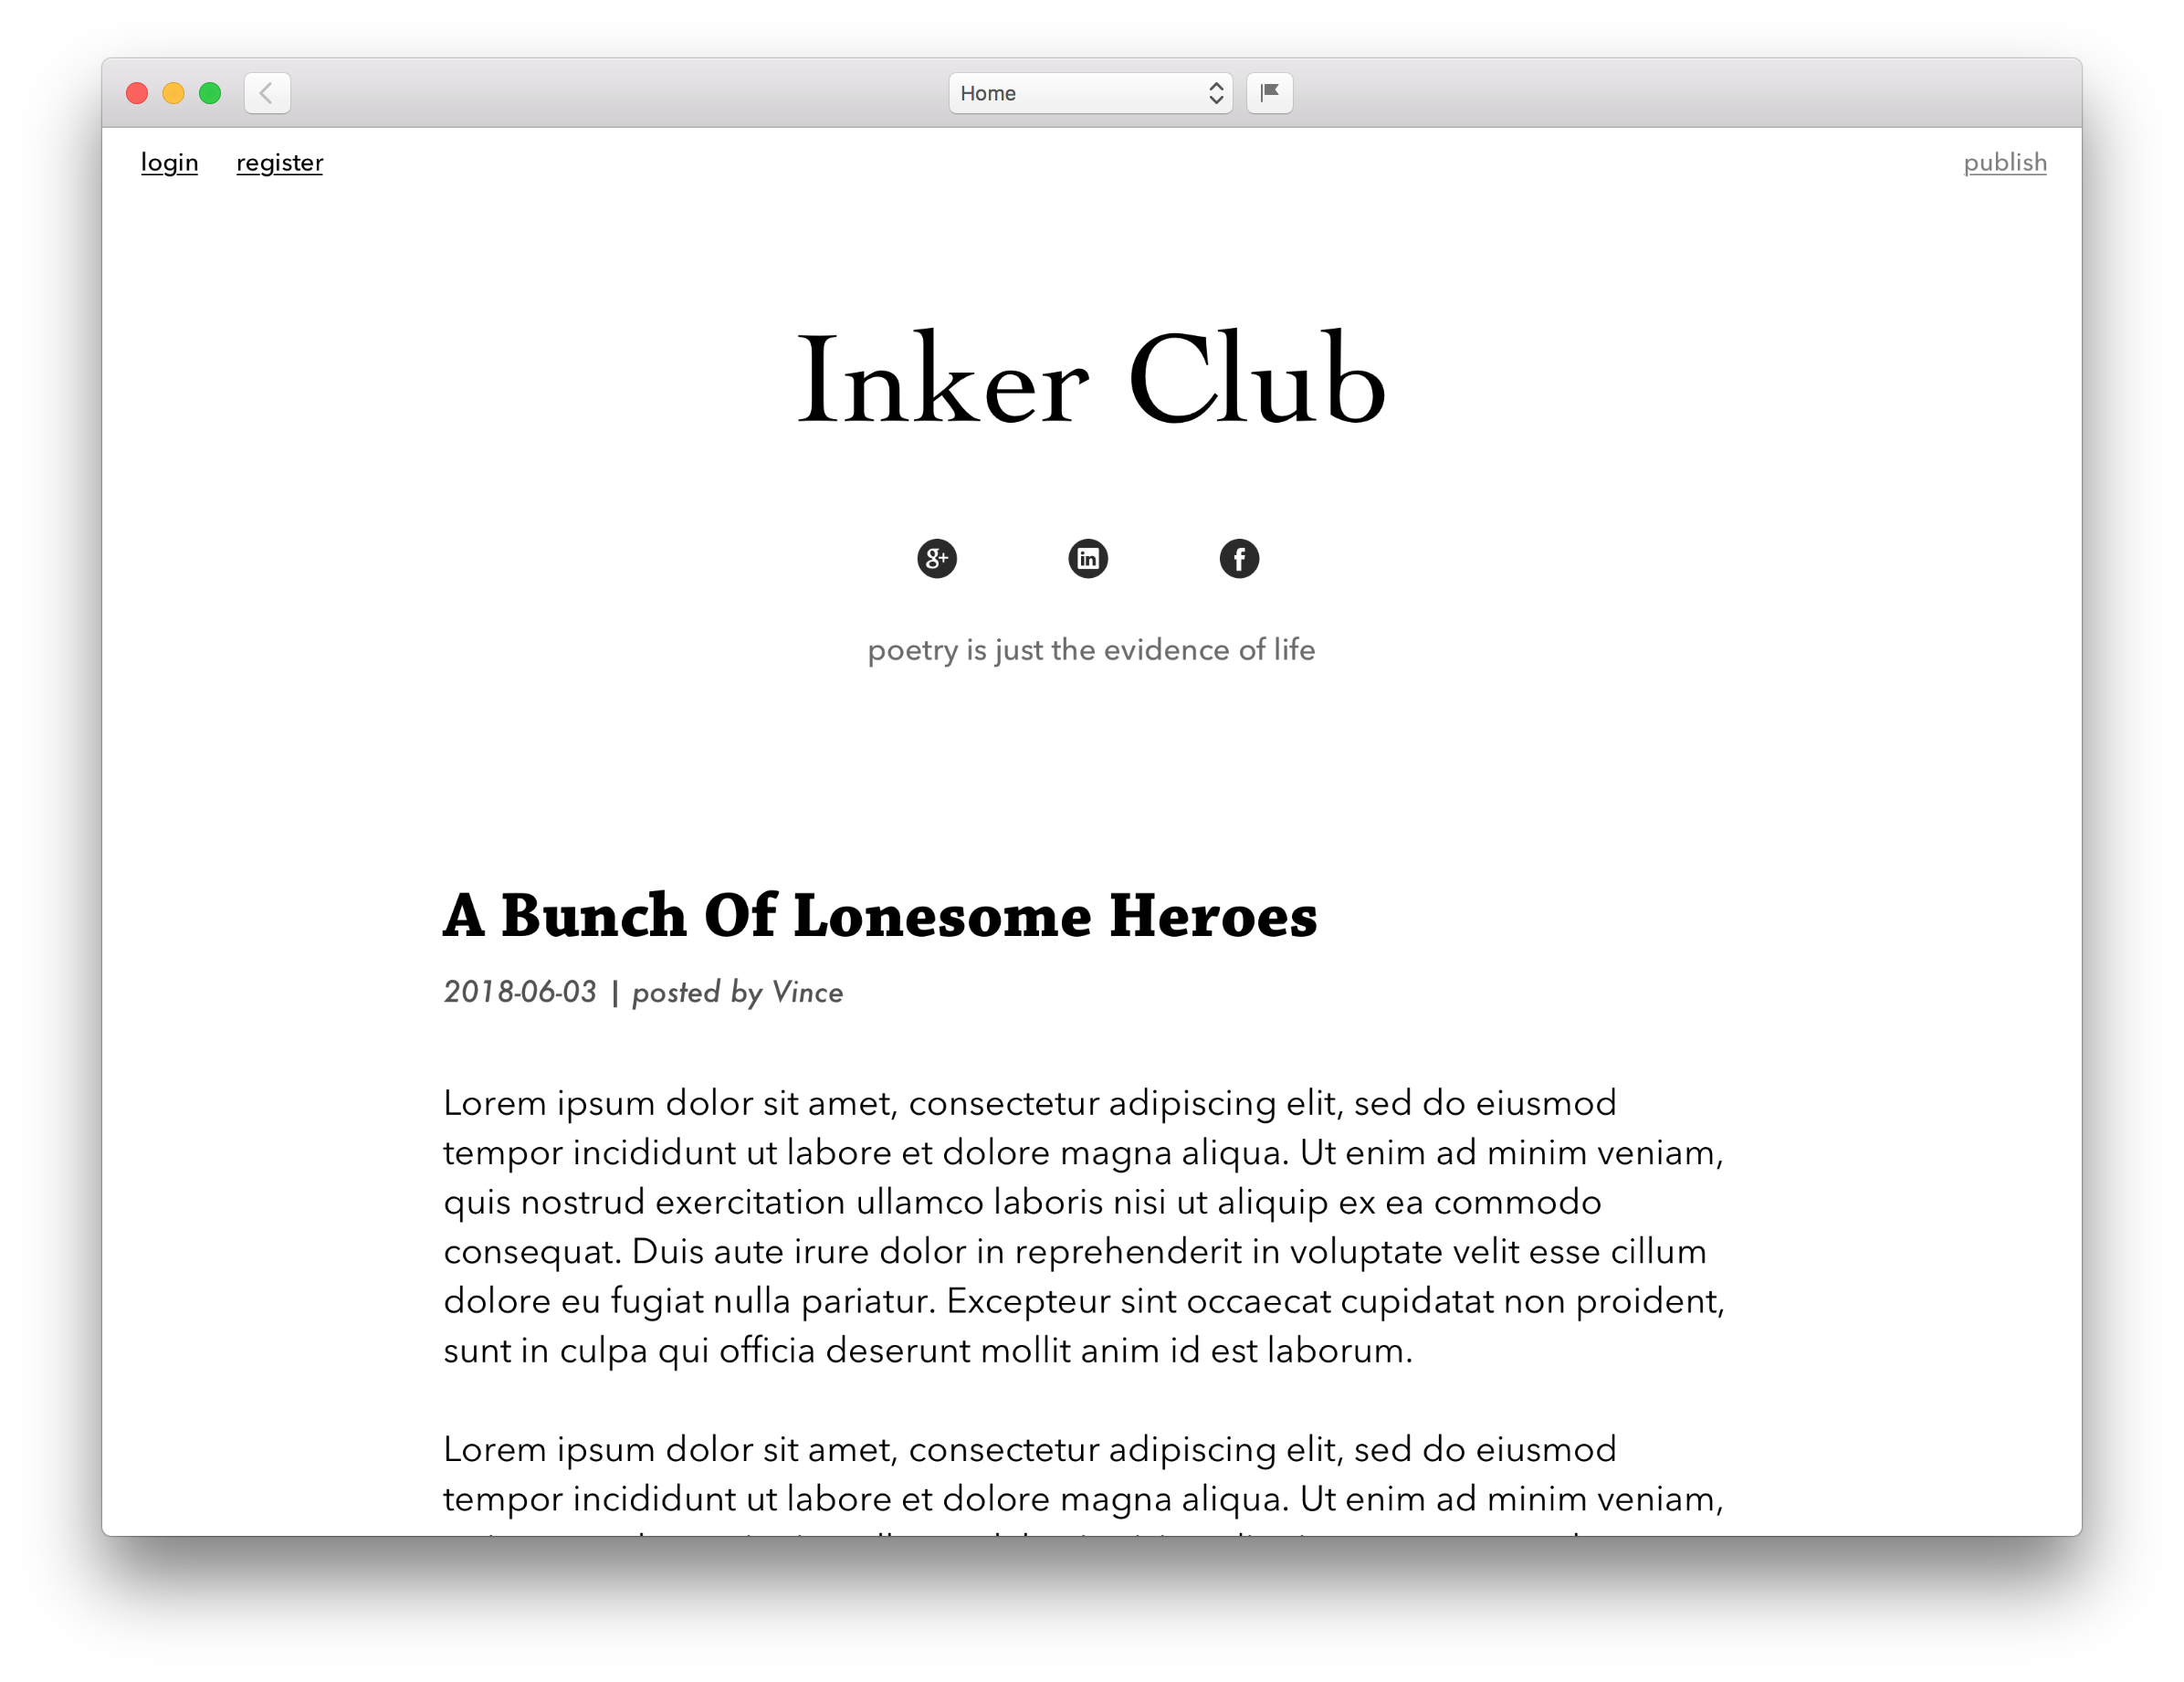 Home
login register publish
Inker Club
g+ in f
poetry is just the evidence of life
A Bunch Of Lonesome Heroes
2018-06-03 | posted by Vince
Lorem ipsum dolor sit amet, consectetur adipiscing elit, sed do eiusmod
tempor incididunt ut labore et dolore magna aliqua. Ut enim ad minim veniam,
quis nostrud exercitation ullamco laboris nisi ut aliquip ex ea commodo
consequat. Duis aute irure dolor in reprehenderit in voluptate velit esse cillum
dolore eu fugiat nulla pariatur. Excepteur sint occaecat cupidatat non proident,
sunt in culpa qui officia deserunt mollit anim id est laborum.
Lorem ipsum dolor sit amet, consectetur adipiscing elit, sed do eiusmod
tempor incididunt ut labore et dolore magna aliqua. Ut enim ad minim veniam,